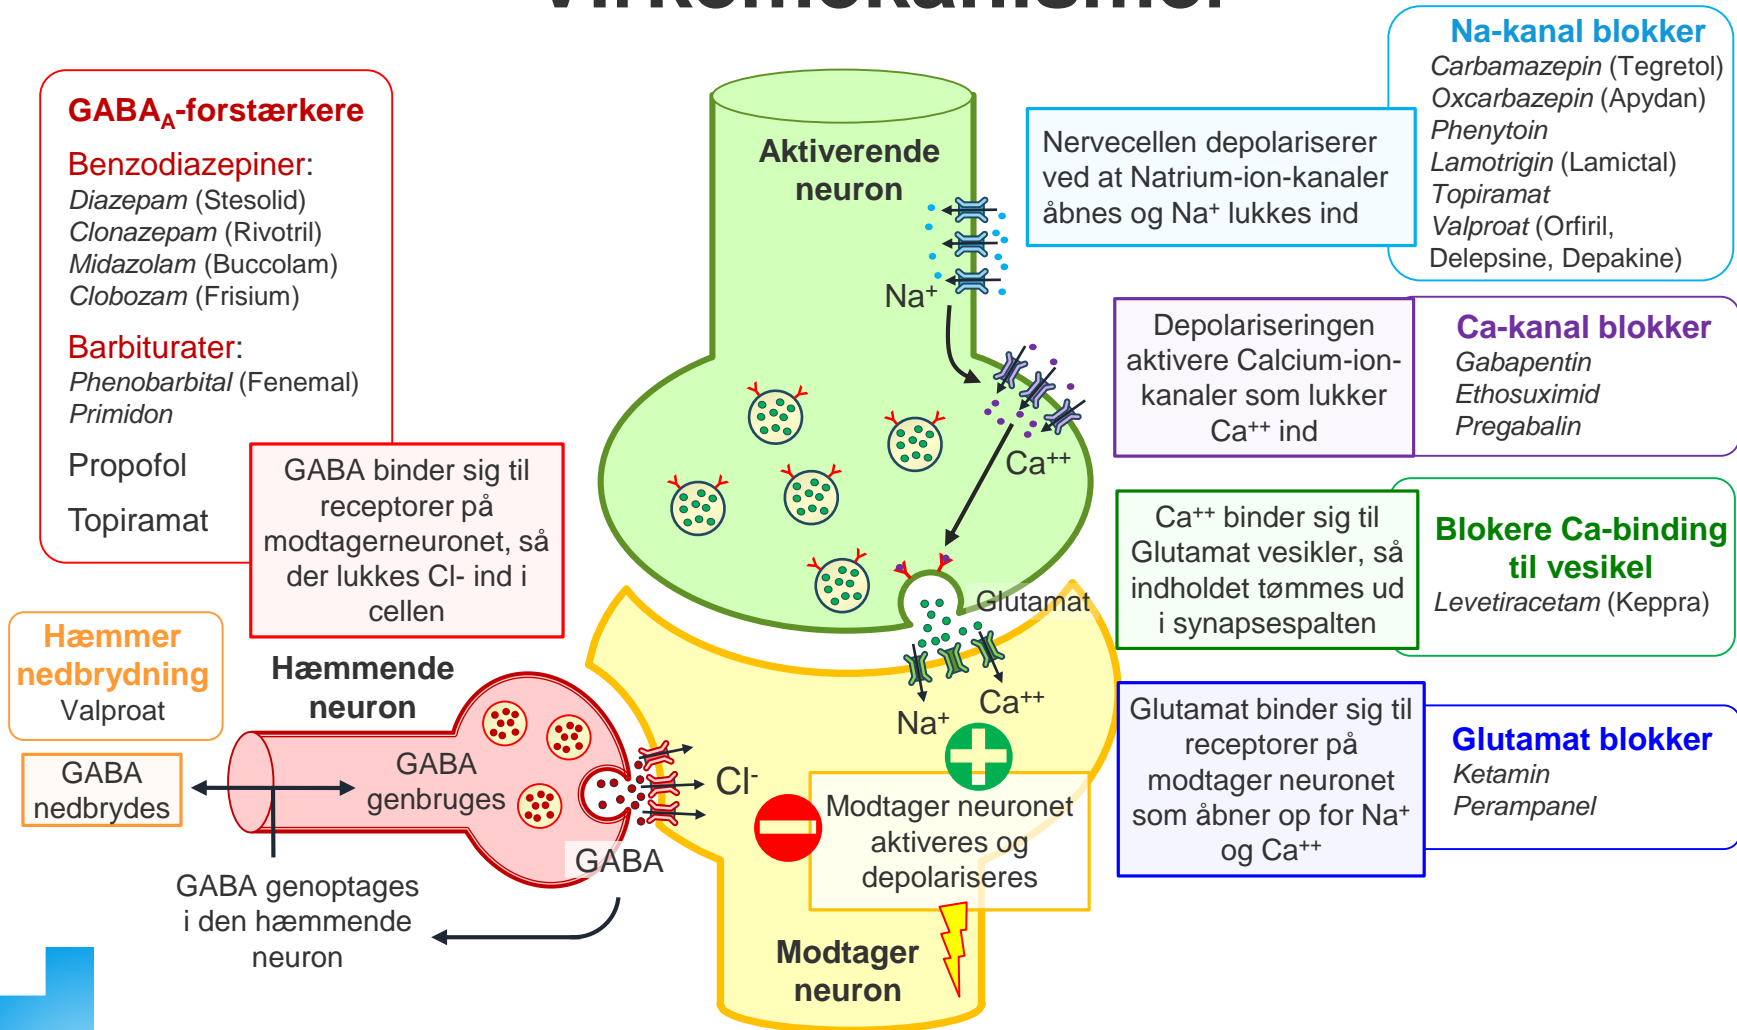 Virkemekanismer
GABAA-forstærkere
Benzodiazepiner:
Diazepam (Stesolid)
Clonazepam (Rivotril)
Midazolam (Buccolam)
Clobozam (Frisium)
Barbiturater:
Phenobarbital (Fenemal)
Primidon
Propofol
Topiramat
GABA binder sig til
receptorer på
modtagerneuronet, så
der lukkes Cl- ind i
cellen
Hæmmer
nedbrydning
Valproat
GABA
nedbrydes
Hæmmende
neuron
GABA
genbruges
GABA
Cl-
GABA genoptages
i den hæmmende
neuron
Aktiverende
neuron
Na+
Ca++
Glutamat
Na+
Ca++
Modtager neuronet
aktiveres og
depolariseres
Modtager
neuron
Nervecellen depolariserer
ved at Natrium-ion-kanaler
åbnes og Na+ lukkes ind
Na-kanal blokker
Carbamazepin (Tegretol)
Oxcarbazepin (Apydan)
Phenytoin
Lamotrigin (Lamictal)
Topiramat
Valproat (Orfiril,
Delepsine, Depakine)
Depolariseringen
aktivere Calcium-ion-
kanaler som lukker
Ca++ ind
Ca-kanal blokker
Gabapentin
Ethosuximid
Pregabalin
Ca++ binder sig til
Glutamat vesikler, så
indholdet tømmes ud
i synapsespalten
Blokere Ca-binding
til vesikel
Levetiracetam (Keppra)
Glutamat binder sig til
receptorer på
modtager neuronet
som åbner op for Na+
og Ca++
Glutamat blokker
Ketamin
Perampanel